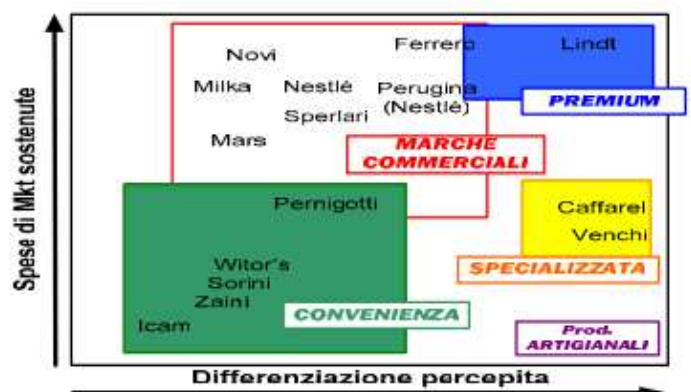 Spese di Mkt sostenute
Ferrero
Lindt
Novi
Milka
Nestlé
Perugina
(Nestlé)
PREMIUM
Sperlari
Mars
MARCHE
COMMERCIALI
Pernigotti
Caffarel
Venchi
Witor's
Sorini
Zaini
SPECIALIZZATA
Icam
CONVENIENZA
Prod.
ARTIGIANALI
Differenziazione percepita